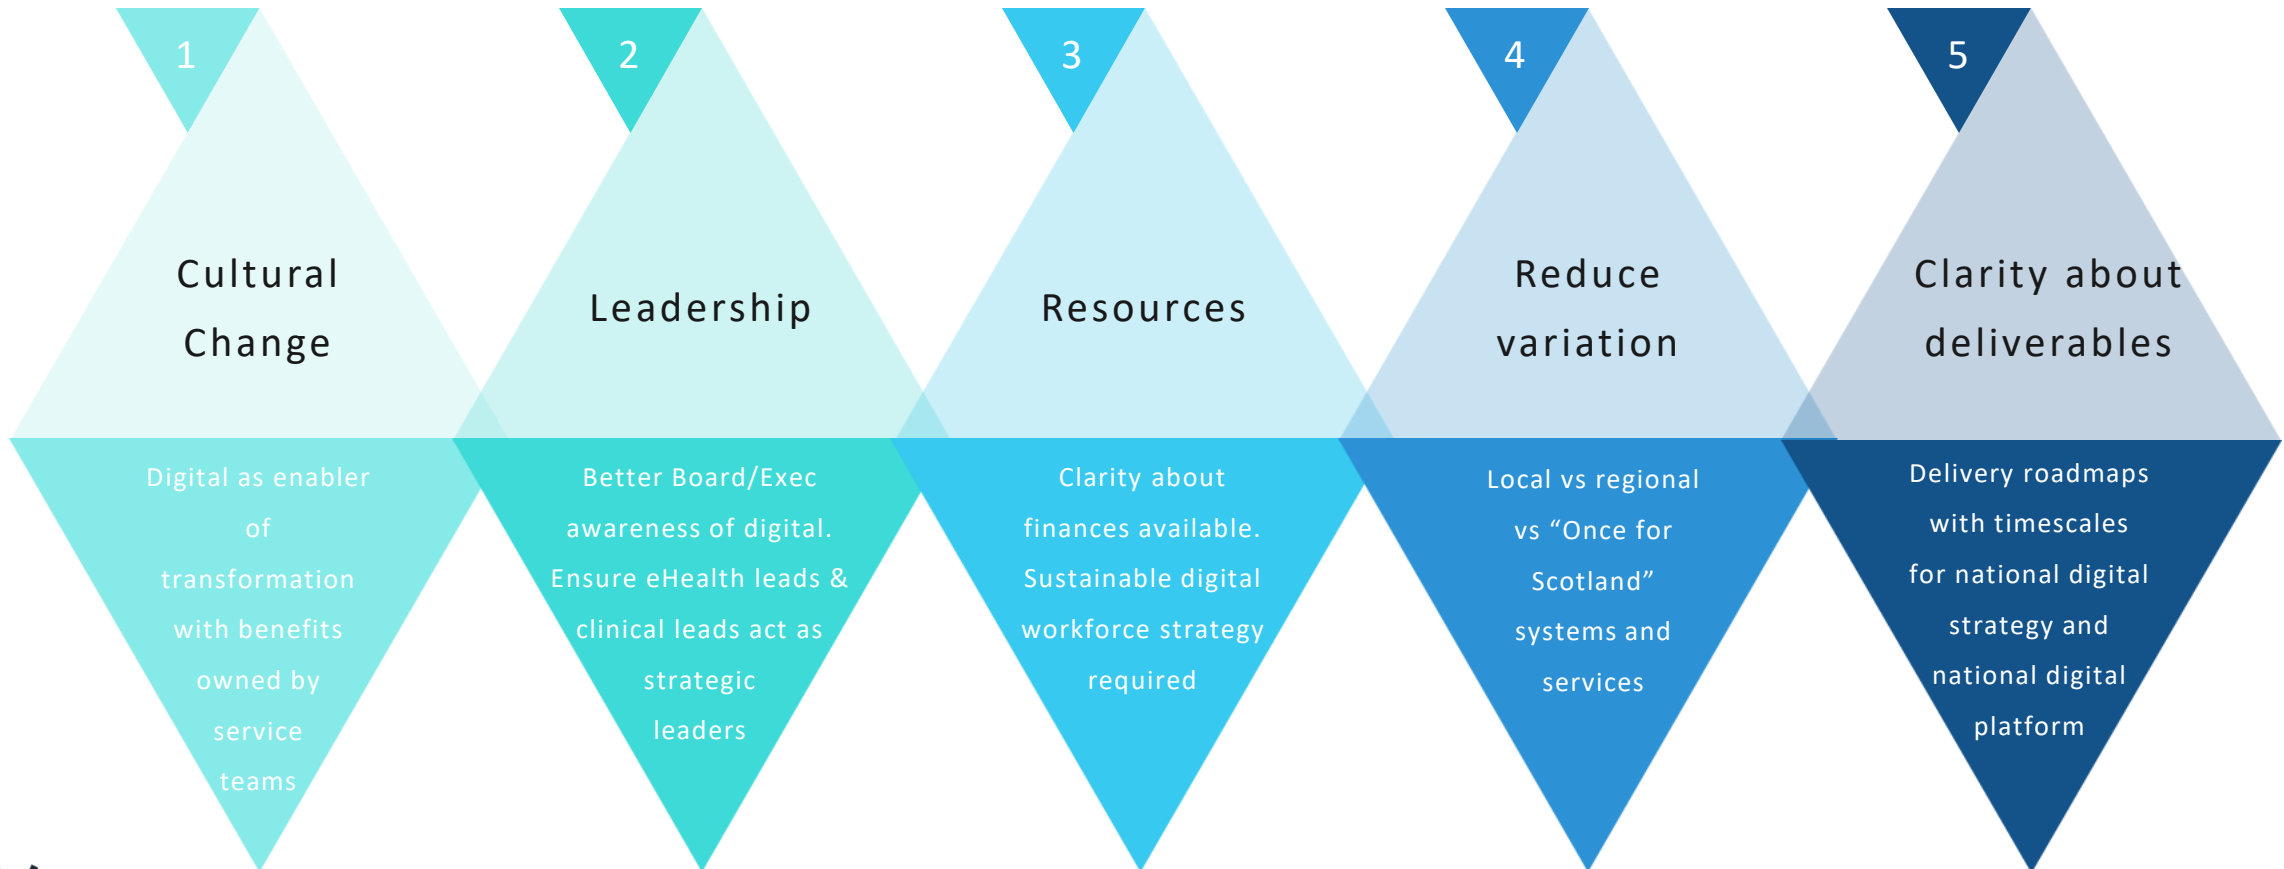 1
Cultural
Change
Digital as enabler
of
transformation
with benefits
owned by
service
teams
2
Leadership
Better Board/Exec
awareness of digital.
Ensure eHealth leads &
clinical leads act as
strategic
leaders
3
Resources
Clarity about
finances available.
Sustainable digital
workforce strategy
required
4
Reduce
variation
Local vs regional
vs “Once for
Scotland”
systems and
services
5
Clarity about
deliverables
Delivery roadmaps
with timescales
for national digital
strategy and
national digital
platform